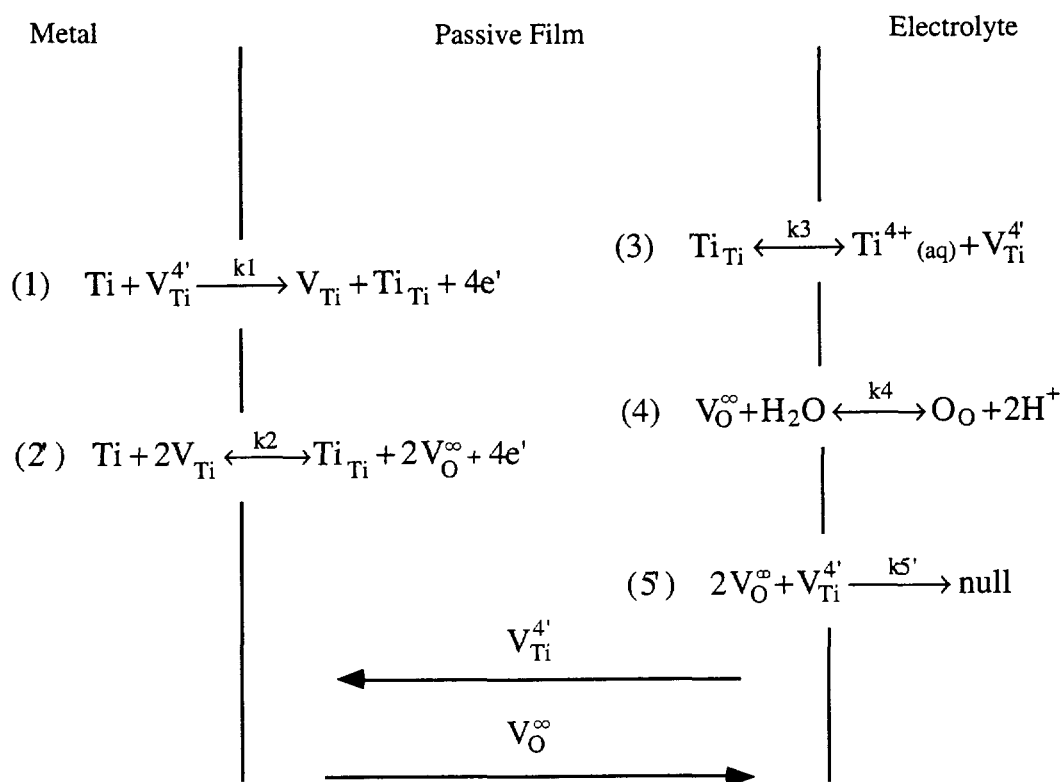 Metal Passive Film Electrolyte
(3) Ti_Ti ⟷ k3 Ti^4+ (aq) + V_Ti^4'
(1) Ti + V_Ti^4' ⟶ k1 V_Ti + Ti_Ti + 4e'
(4) V_O^∞ + H_2O ⟷ k4 O_O + 2H^+
(2') Ti + 2V_Ti ⟷ k2 Ti_Ti + 2V_O^∞ + 4e'
(5') 2V_O^∞ + V_Ti^4' ⟶ k5' null
V_Ti^4'
V_O^∞